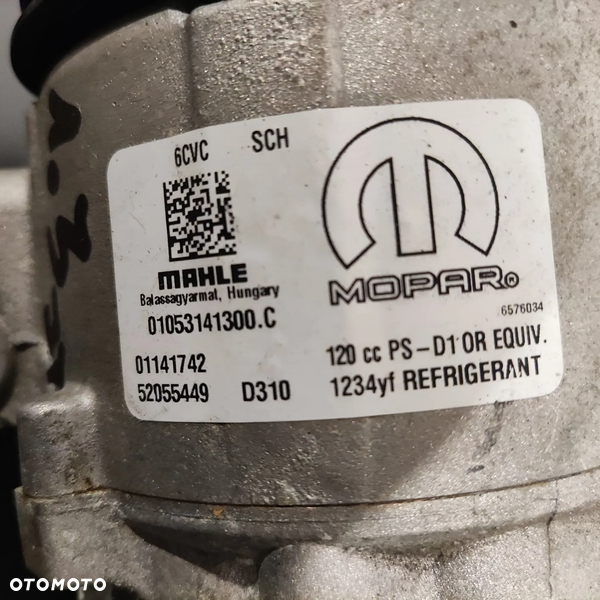 6CVC SCH
MAHLE
Balassagyarmat, Hungary
01053141300.C
01141742
52055449 D310
MOPAR®
6576034
120 cc PS-D1 OR EQUIV.
1234yf REFRIGERANT
OTOMOTO